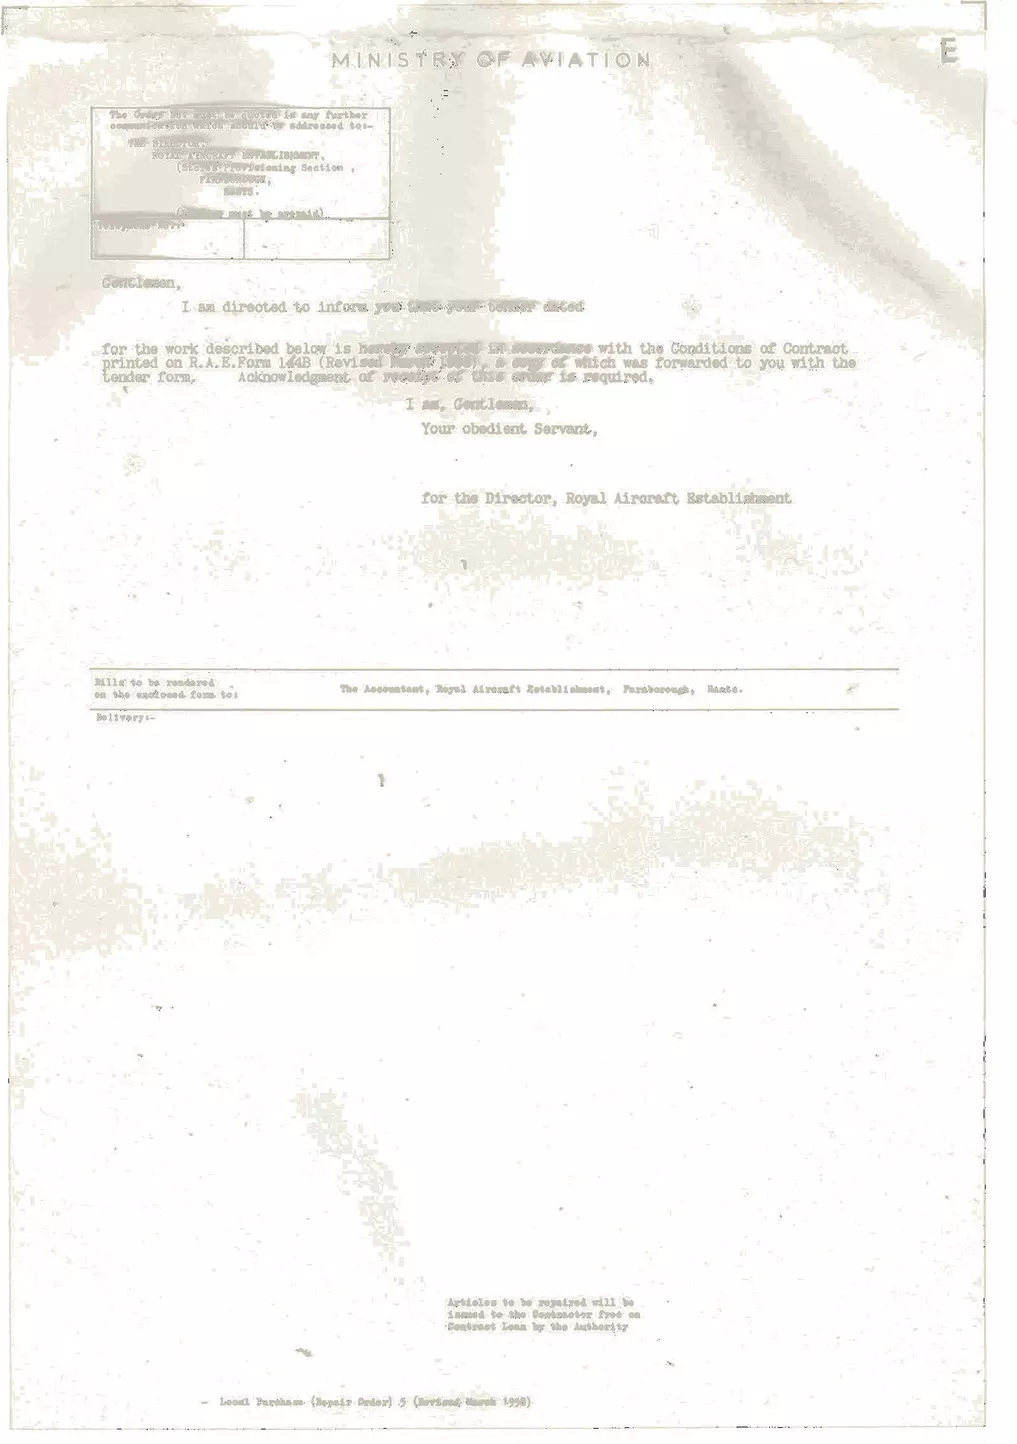 MINISTRY OF AVIATION
E
The Order No. must be quoted in any further
communication which should be addressed to:-
THE DIRECTOR,
ROYAL AIRCRAFT ESTABLISHMENT,
(Stores Provisioning Section ,
FARNBOROUGH,
HANTS.
must be prepaid)
Telephone No.:-
Gentlemen,
I am directed to inform you that your tender dated
for the work described below is hereby accepted in accordance with the Conditions of Contract
printed on R.A.E.Form 144B (Revised a copy of which was forwarded to you with the
tender form. Acknowledgment of receipt of this order is required.
I am, Gentlemen,
Your obedient Servant,
for the Director, Royal Aircraft Establishment
Bills to be rendered
on the enclosed form to:
The Accountant, Royal Aircraft Establishment, Farnborough, Hants.
Delivery:-
Articles to be repaired will be
issued to the Contractor free on
Contract Loan by the Authority
- Local Purchase (Repair Order) 5 (Revised March 1958)